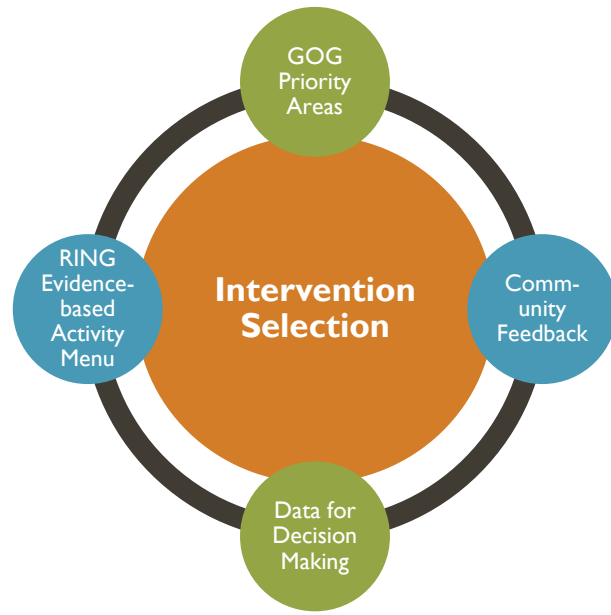 GOG
Priority
Areas
RING
Evidence-
based
Activity
Menu
Intervention
Selection
Comm-
unity
Feedback
Data for
Decision
Making